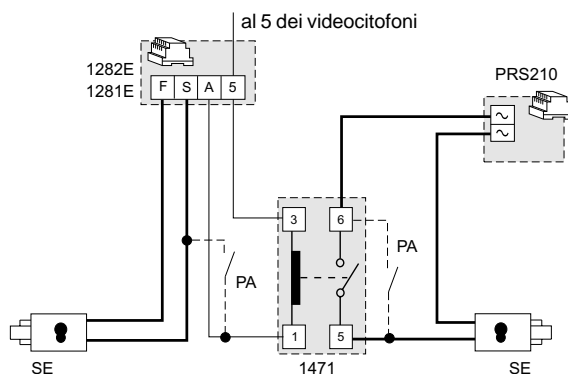 al 5 dei videocitofoni
1282E
1281E
F S A 5
PRS210
~
~
3 6
PA
PA
1 5
SE
1471
SE